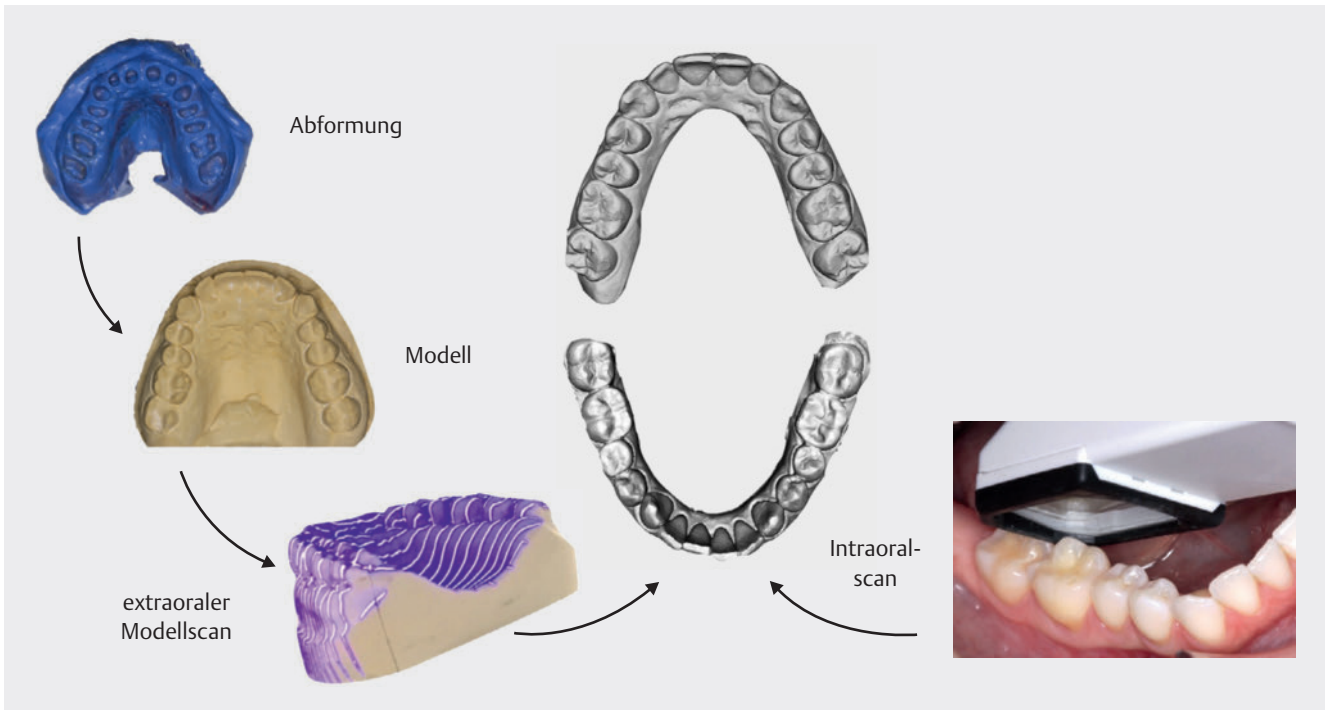 Abformung
Modell
extraoraler
Modellscan
Intraoral-
scan